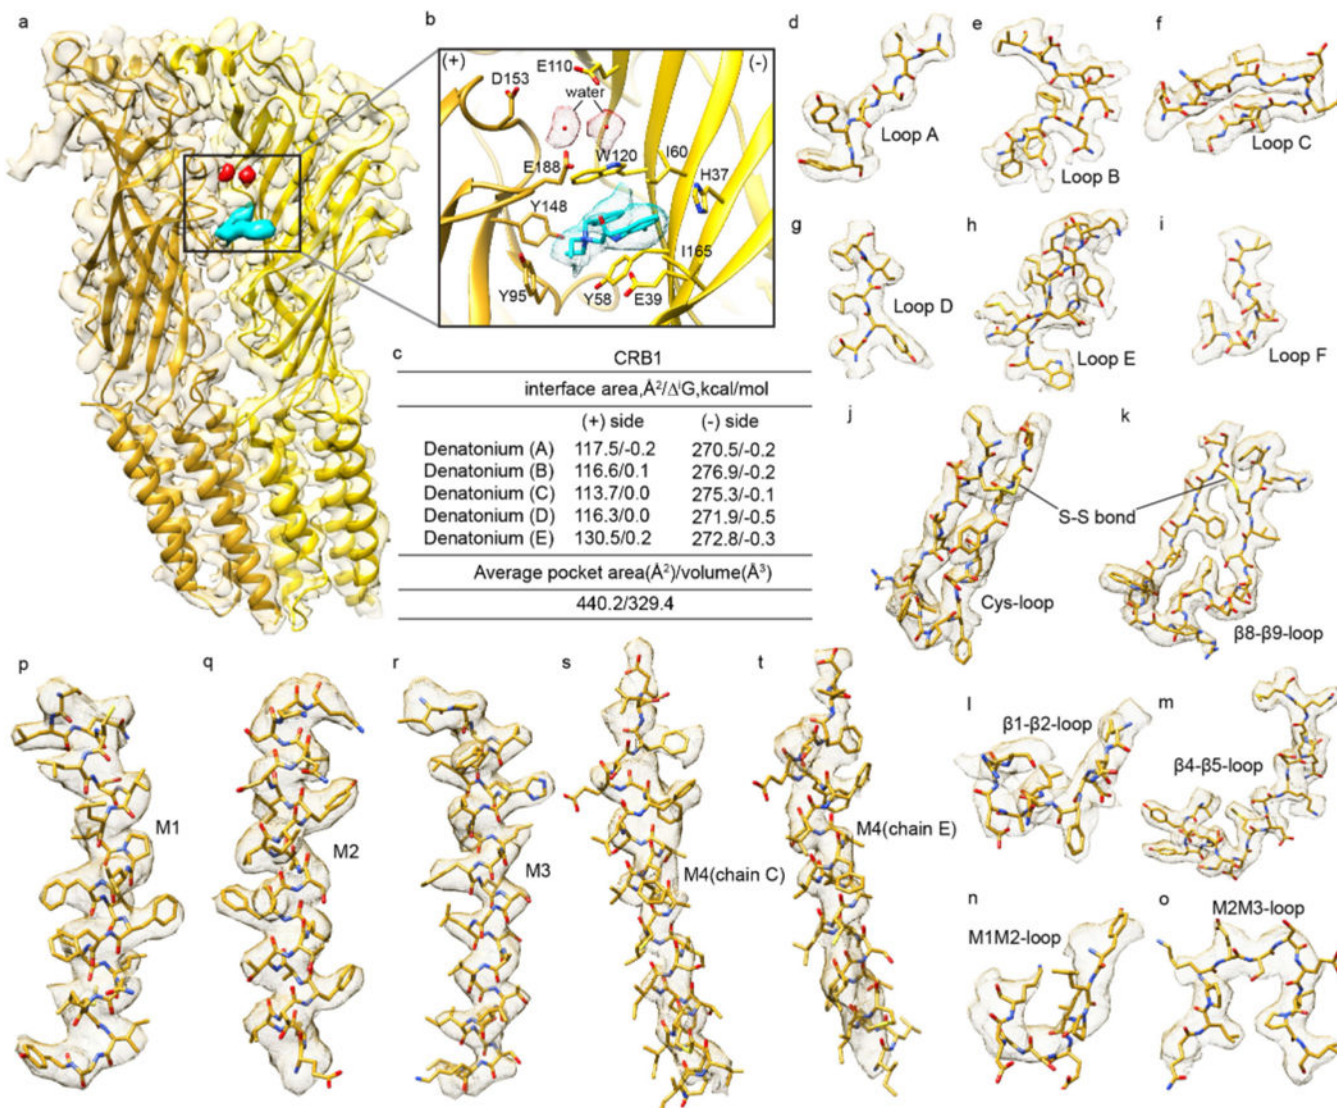 a
b
(+)
(-)
E110
D153
water
E188
W120
I60
H37
Y148
I165
Y95
Y58
E39
c
CRB1
interface area,Å²/ΔⁱG,kcal/mol
(+) side (-) side
Denatonium (A) 117.5/-0.2 270.5/-0.2
Denatonium (B) 116.6/0.1 276.9/-0.2
Denatonium (C) 113.7/0.0 275.3/-0.1
Denatonium (D) 116.3/0.0 271.9/-0.5
Denatonium (E) 130.5/0.2 272.8/-0.3
Average pocket area(Å²)/volume(Å³)
440.2/329.4
d
Loop A
e
Loop B
f
Loop C
g
Loop D
h
Loop E
i
Loop F
j
k
S-S bond
Cys-loop
β8-β9-loop
p
M1
q
M2
r
M3
s
M4(chain C)
t
M4(chain E)
l
β1-β2-loop
m
β4-β5-loop
n
M1M2-loop
o
M2M3-loop